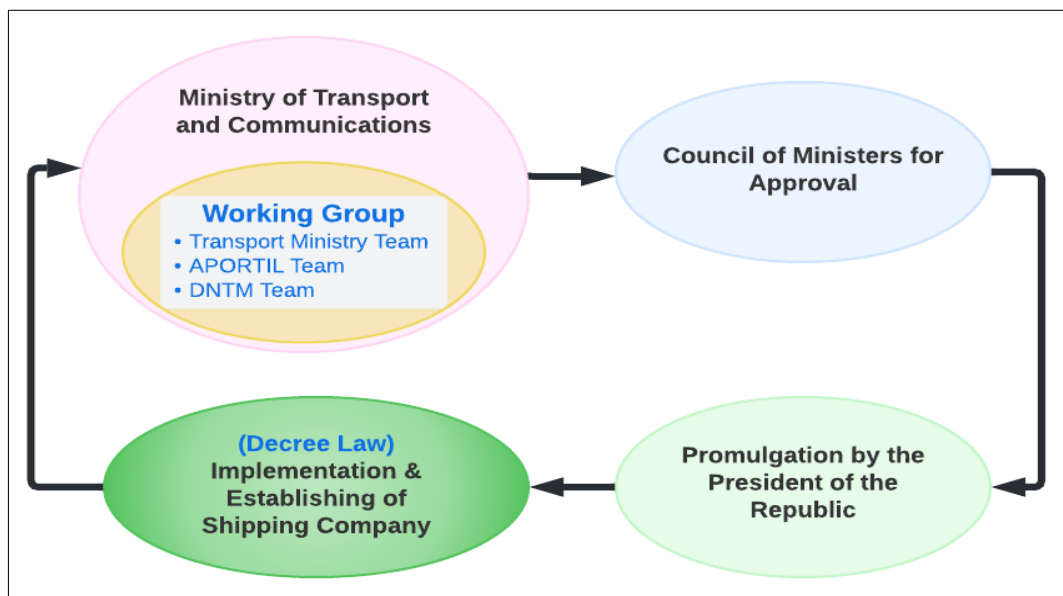 Ministry of Transport
and Communications
Working Group
• Transport Ministry Team
• APORTIL Team
• DNTM Team
Council of Ministers for
Approval
Promulgation by the
President of the
Republic
(Decree Law)
Implementation &
Establishing of
Shipping Company